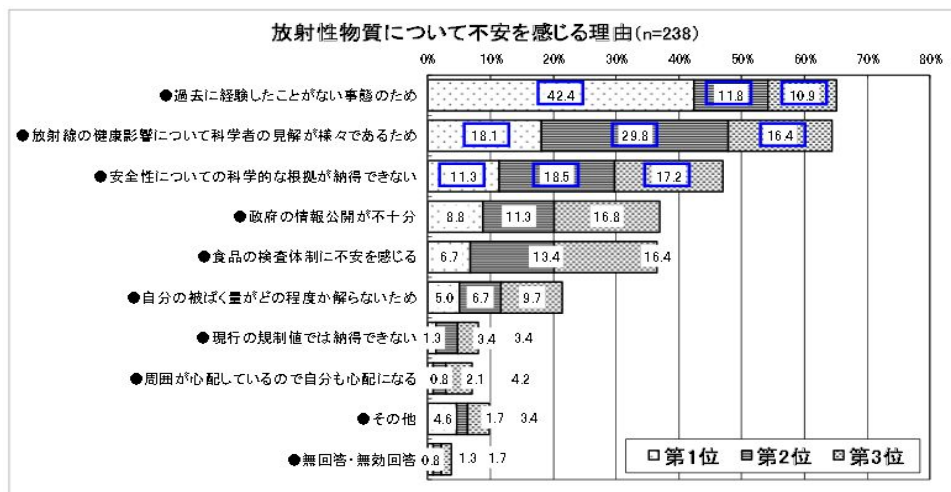 放射性物質について不安を感じる理由(n=238)
0% 10% 20% 30% 40% 50% 60% 70% 80%
●過去に経験したことがない事態のため 42.4 11.8 10.9
●放射線の健康影響について科学者の見解が様々であるため 18.1 29.8 16.4
●安全性についての科学的な根拠が納得できない 11.3 18.5 17.2
●政府の情報公開が不十分 8.8 11.3 16.8
●食品の検査体制に不安を感じる 6.7 13.4 16.4
●自分の被ばく量がどの程度か解らないため 5.0 6.7 9.7
●現行の規制値では納得できない 1.3 3.4 3.4
●周囲が心配しているので自分も心配になる 0.8 2.1 4.2
●その他 4.6 1.7 3.4
●無回答・無効回答 0.8 1.3 1.7
第1位 第2位 第3位